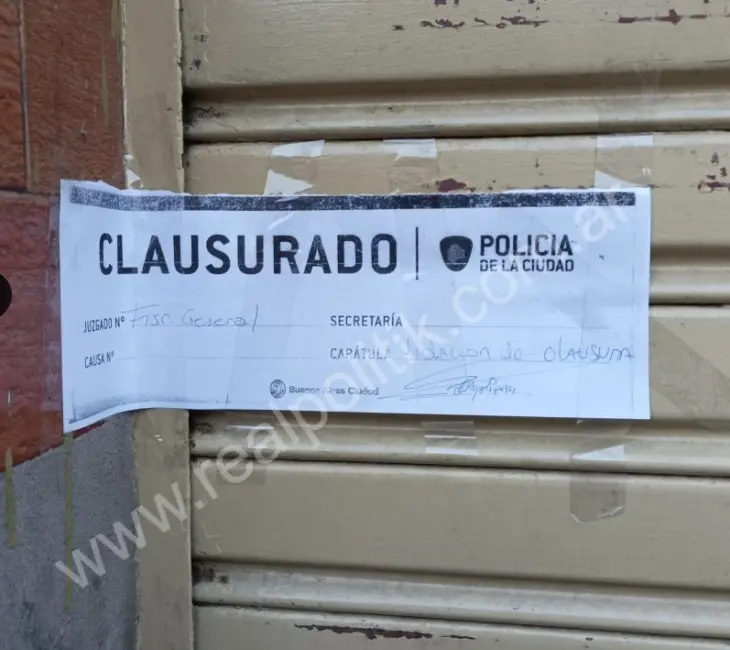 CLAUSURADO
POLICIA
DE LA CIUDAD
JUZGADO Nº Fisc General
SECRETARÍA
CAUSA Nº
CARÁTULA Violacion de CLAUSURA
Buenos Aires Ciudad
www.realpolitik.com.ar